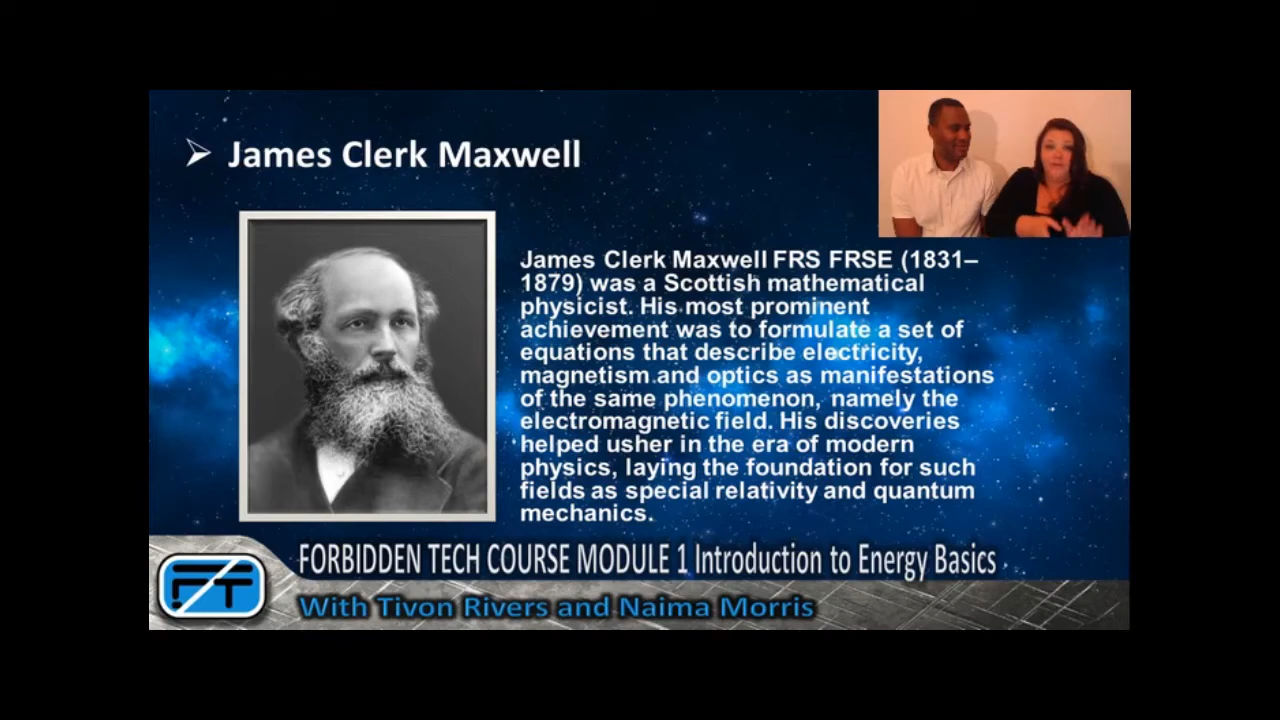 James Clerk Maxwell
James Clerk Maxwell FRS FRSE (1831–
1879) was a Scottish mathematical
physicist. His most prominent
achievement was to formulate a set of
equations that describe electricity,
magnetism and optics as manifestations
of the same phenomenon, namely the
electromagnetic field. His discoveries
helped usher in the era of modern
physics, laying the foundation for such
fields as special relativity and quantum
mechanics.
FORBIDDEN TECH COURSE MODULE 1 Introduction to Energy Basics
FT
With Tivon Rivers and Naima Morris